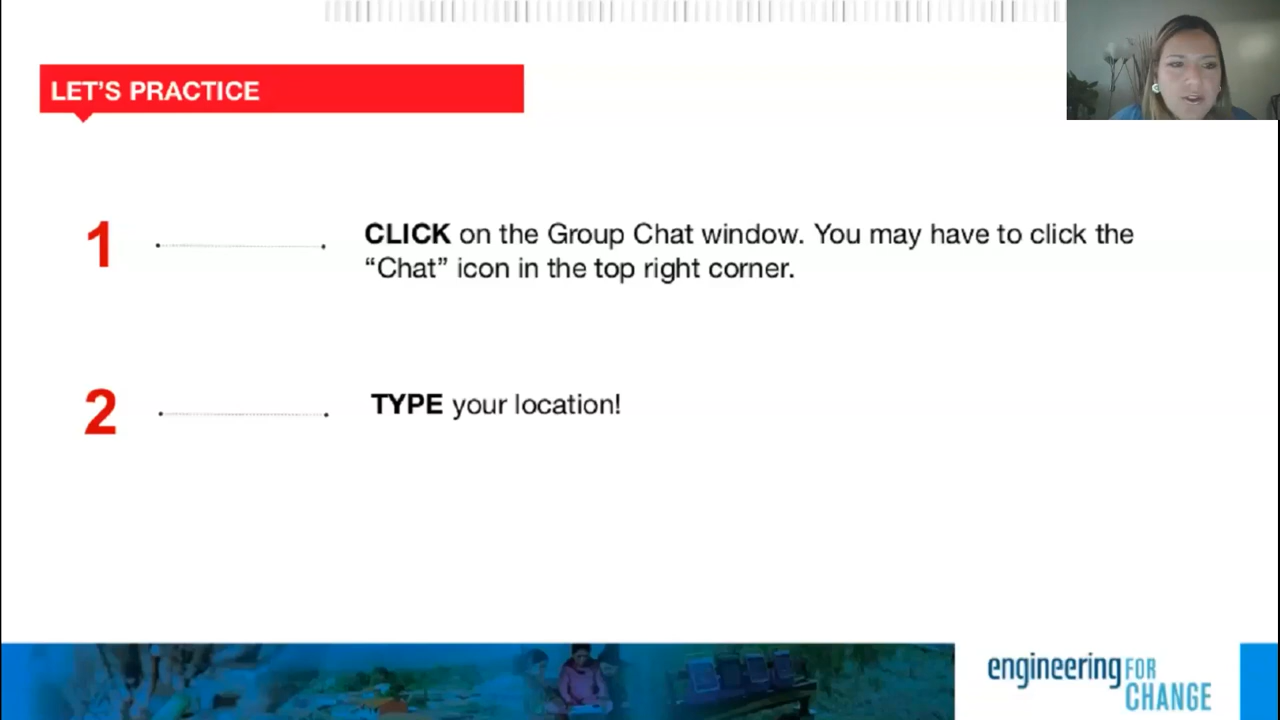 LET'S PRACTICE
1
CLICK on the Group Chat window. You may have to click the
“Chat” icon in the top right corner.
2
TYPE your location!
engineering FOR
CHANGE